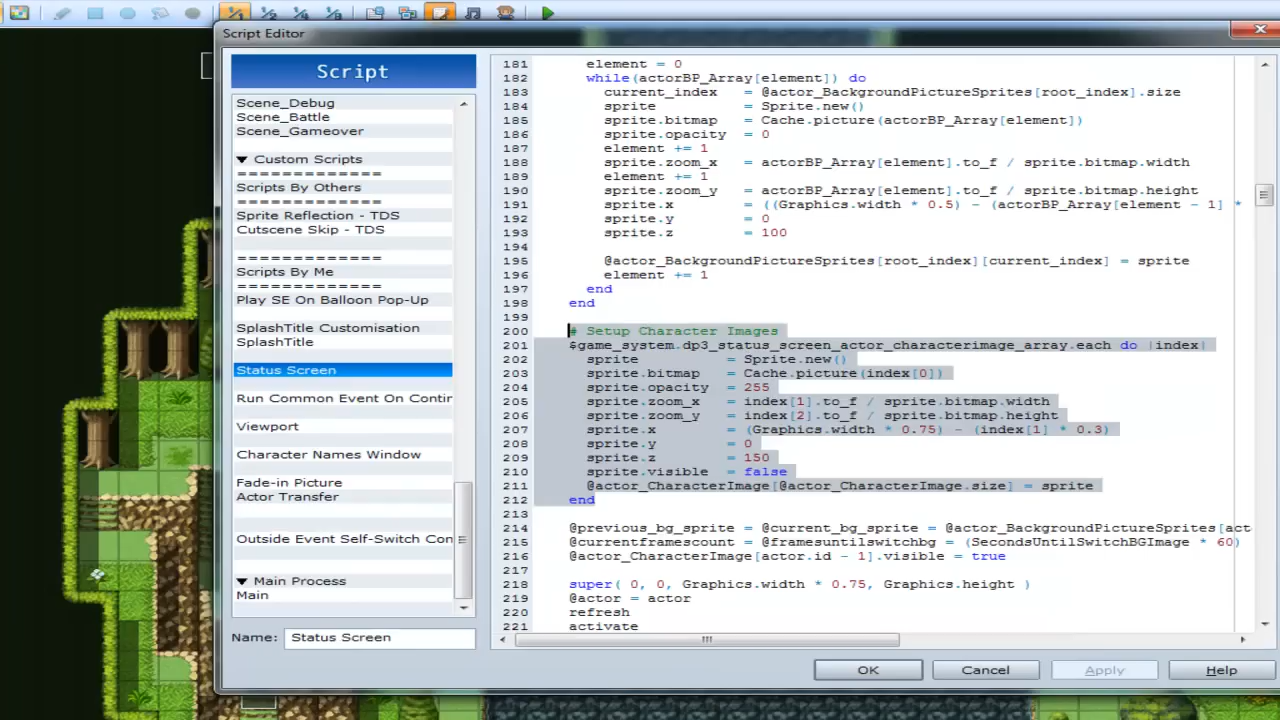 Script Editor
Script
Scene_Debug
Scene_Battle
Scene_Gameover
▼ Custom Scripts
=============
Scripts By Others
=============
Sprite Reflection - TDS
Cutscene Skip - TDS
=============
Scripts By Me
=============
Play SE On Balloon Pop-Up
SplashTitle Customisation
SplashTitle
Status Screen
Run Common Event On Contin
Viewport
Character Names Window
Fade-in Picture
Actor Transfer
Outside Event Self-Switch Con
▼ Main Process
Main
Name: Status Screen
181 element = 0
182 while(actorBP_Array[element]) do
183 current_index = @actor_BackgroundPictureSprites[root_index].size
184 sprite = Sprite.new()
185 sprite.bitmap = Cache.picture(actorBP_Array[element])
186 sprite.opacity = 0
187 element += 1
188 sprite.zoom_x = actorBP_Array[element].to_f / sprite.bitmap.width
189 element += 1
190 sprite.zoom_y = actorBP_Array[element].to_f / sprite.bitmap.height
191 sprite.x = ((Graphics.width * 0.5) - (actorBP_Array[element - 1] *
192 sprite.y = 0
193 sprite.z = 100
194
195 @actor_BackgroundPictureSprites[root_index][current_index] = sprite
196 element += 1
197 end
198 end
199
200 # Setup Character Images
201 $game_system.dp3_status_screen_actor_characterimage_array.each do |index|
202 sprite = Sprite.new()
203 sprite.bitmap = Cache.picture(index[0])
204 sprite.opacity = 255
205 sprite.zoom_x = index[1].to_f / sprite.bitmap.width
206 sprite.zoom_y = index[2].to_f / sprite.bitmap.height
207 sprite.x = (Graphics.width * 0.75) - (index[1] * 0.3)
208 sprite.y = 0
209 sprite.z = 150
210 sprite.visible = false
211 @actor_CharacterImage[@actor_CharacterImage.size] = sprite
212 end
213
214 @previous_bg_sprite = @current_bg_sprite = @actor_BackgroundPictureSprites[act
215 @currentframescount = @framesuntilswitchbg = (SecondsUntilSwitchBGImage * 60)
216 @actor_CharacterImage[actor.id - 1].visible = true
217
218 super( 0, 0, Graphics.width * 0.75, Graphics.height )
219 @actor = actor
220 refresh
221 activate
OK
Cancel
Apply
Help